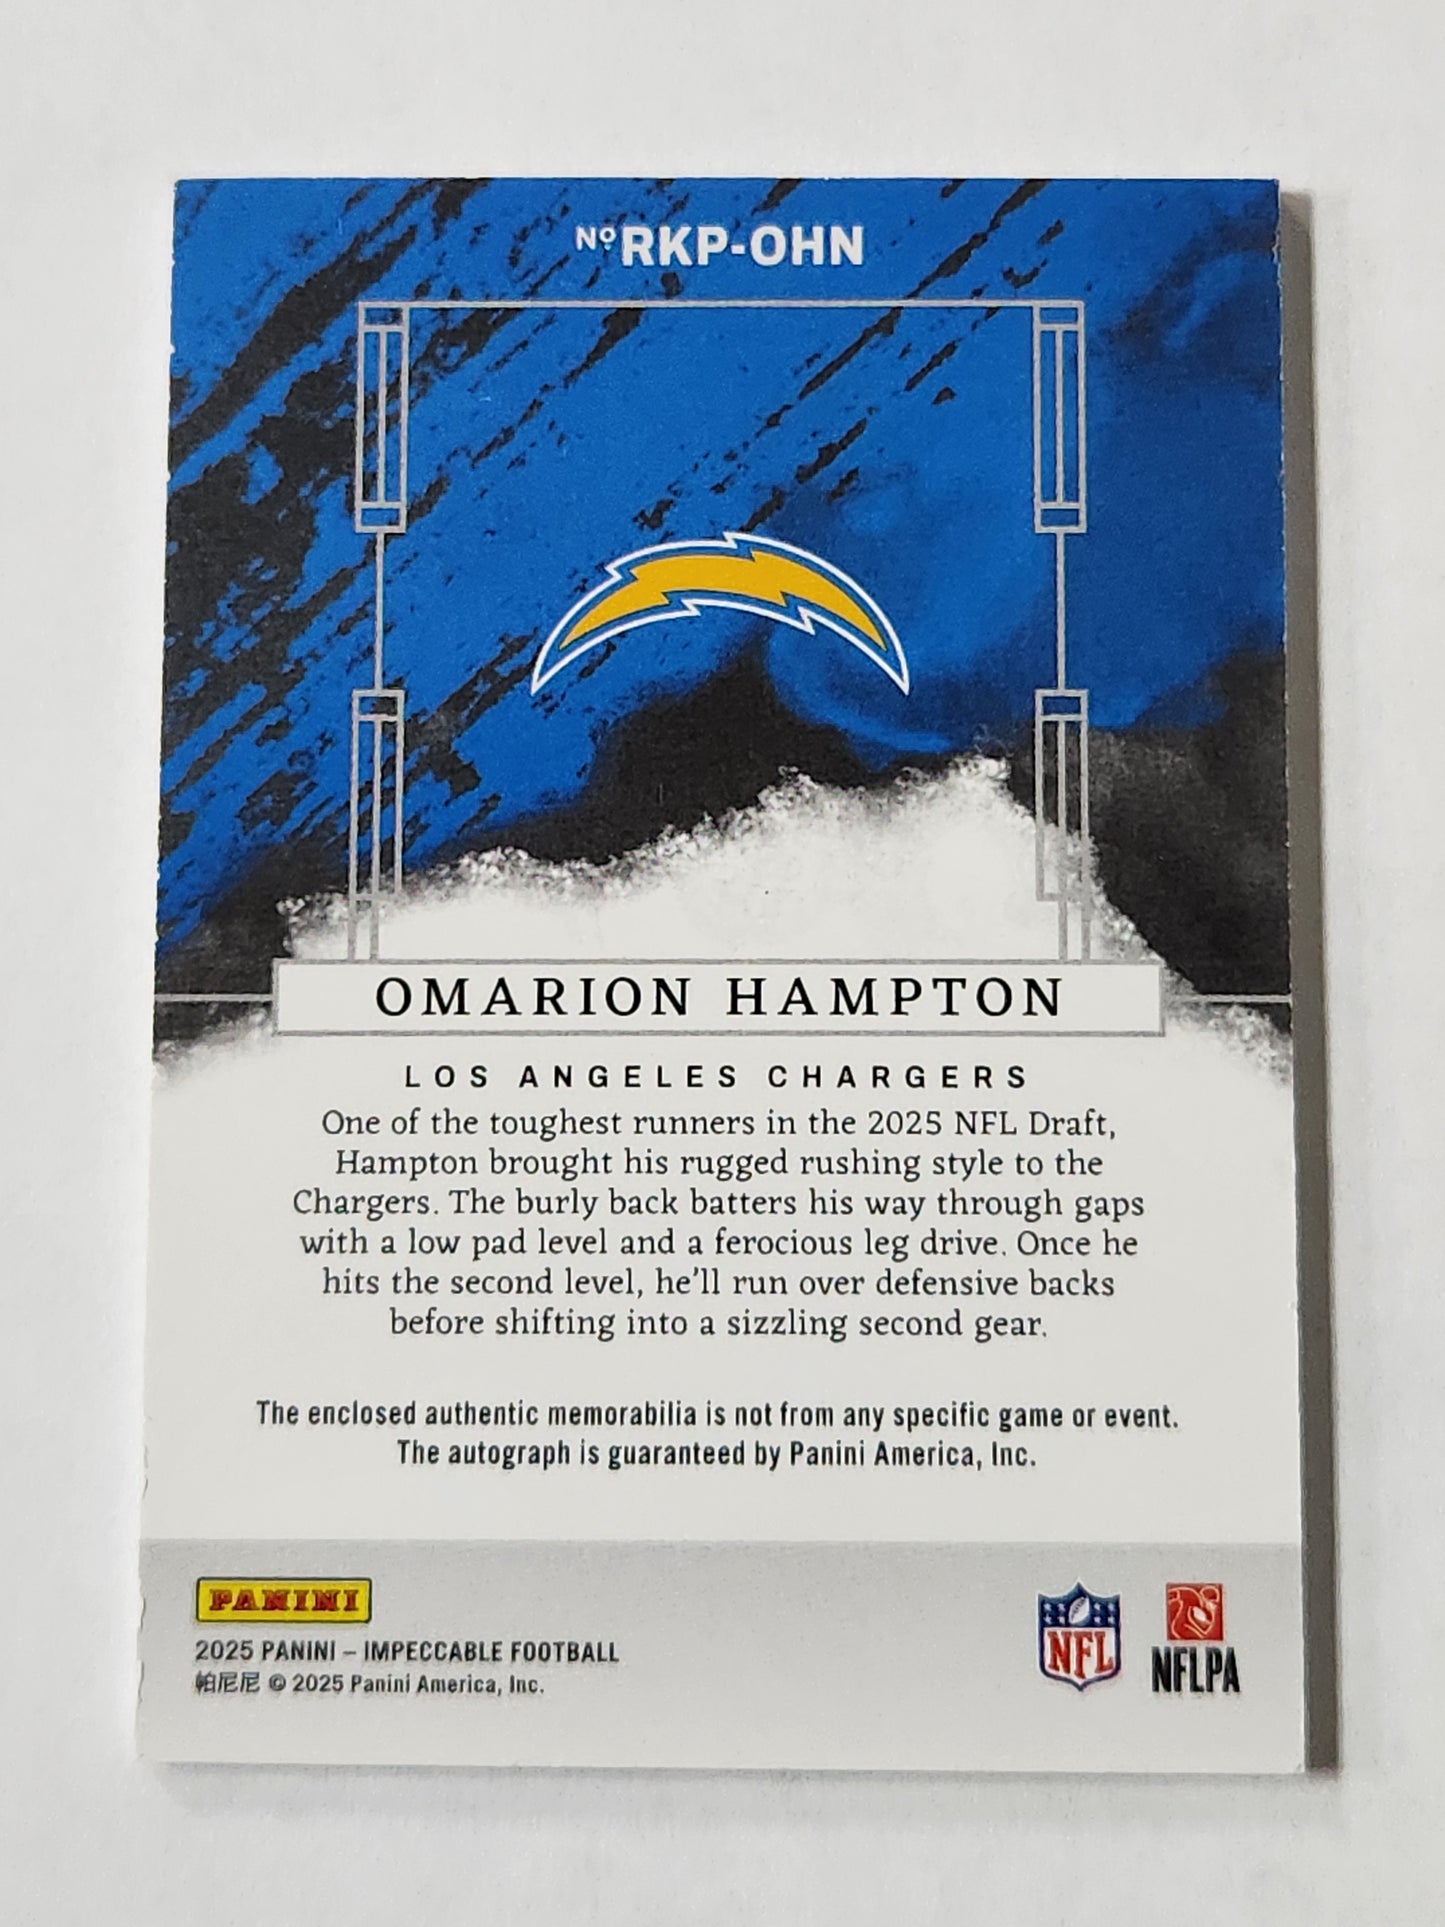 Nº RKP-OHN
OMARION HAMPTON
LOS ANGELES CHARGERS
One of the toughest runners in the 2025 NFL Draft,
Hampton brought his rugged rushing style to the
Chargers. The burly back batters his way through gaps
with a low pad level and a ferocious leg drive. Once he
hits the second level, he'll run over defensive backs
before shifting into a sizzling second gear.
The enclosed authentic memorabilia is not from any specific game or event.
The autograph is guaranteed by Panini America, Inc.
PANINI
2025 PANINI – IMPECCABLE FOOTBALL
帕尼尼 © 2025 Panini America, Inc.
NFL
NFLPA